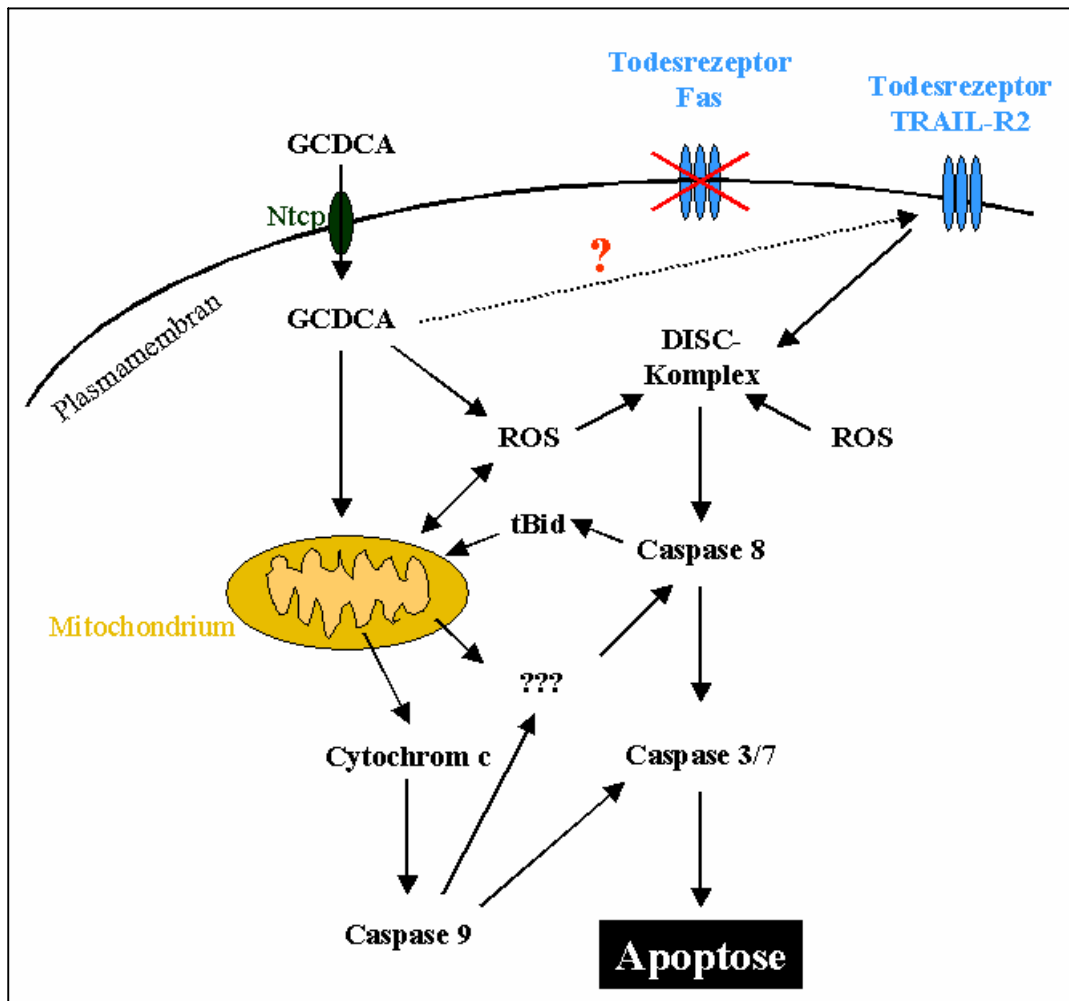 Todesrezeptor
Fas
Todesrezeptor
TRAIL-R2
GCDCA
Ntcp
?
GCDCA
Plasmamembran
DISC-
Komplex
ROS
ROS
tBid
Caspase 8
Mitochondrium
???
Cytochrom c
Caspase 3/7
Caspase 9
Apoptose